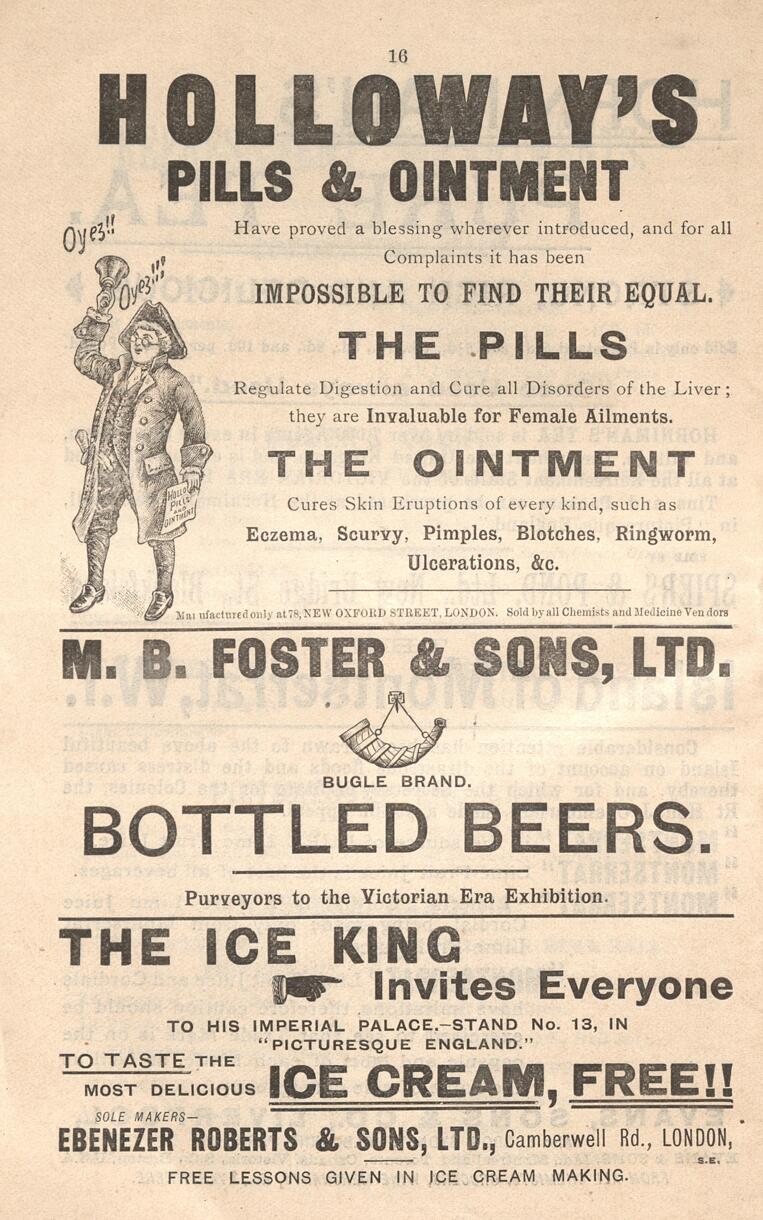 16
HOLLOWAY'S
PILLS & OINTMENT
Oyez!!
Oyez!!!
Have proved a blessing wherever introduced, and for all
Complaints it has been
IMPOSSIBLE TO FIND THEIR EQUAL.
THE PILLS
Regulate Digestion and Cure all Disorders of the Liver;
they are Invaluable for Female Ailments.
THE OINTMENT
Cures Skin Eruptions of every kind, such as
Eczema, Scurvy, Pimples, Blotches, Ringworm,
Ulcerations, &c.
PILLS
AND
OINTMENT
Manufactured only at 78, NEW OXFORD STREET, LONDON. Sold by all Chemists and Medicine Vendors
M. B. FOSTER & SONS, LTD.
BUGLE BRAND.
BOTTLED BEERS.
Purveyors to the Victorian Era Exhibition.
THE ICE KING
Invites Everyone
TO HIS IMPERIAL PALACE.—STAND No. 13, IN
"PICTURESQUE ENGLAND."
TO TASTE THE
MOST DELICIOUS ICE CREAM, FREE!!
SOLE MAKERS—
EBENEZER ROBERTS & SONS, LTD., Camberwell Rd., LONDON,
S.E.
FREE LESSONS GIVEN IN ICE CREAM MAKING.